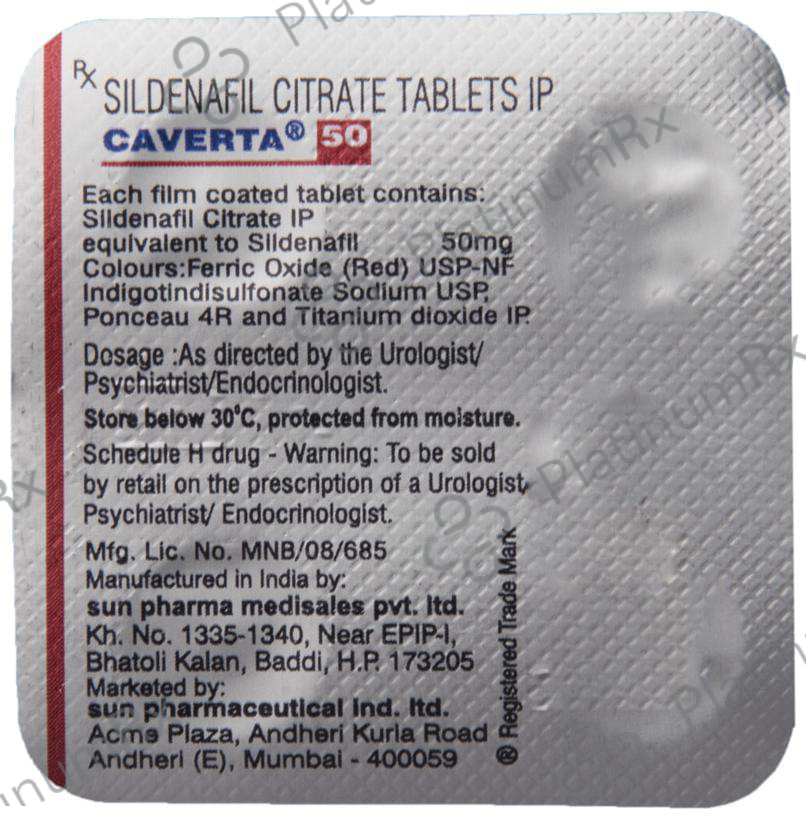 Rx SILDENAFIL CITRATE TABLETS IP
CAVERTA® 50
Each film coated tablet contains:
Sildenafil Citrate IP
equivalent to Sildenafil 50mg
Colours:Ferric Oxide (Red) USP-NF
Indigotindisulfonate Sodium USP,
Ponceau 4R and Titanium dioxide IP.
Dosage :As directed by the Urologist/
Psychiatrist/Endocrinologist.
Store below 30°C, protected from moisture.
Schedule H drug - Warning: To be sold
by retail on the prescription of a Urologist,
Psychiatrist/ Endocrinologist.
Mfg. Lic. No. MNB/08/685
Manufactured in India by:
sun pharma medisales pvt. ltd.
Kh. No. 1335-1340, Near EPIP-I,
Bhatoli Kalan, Baddi, H.P. 173205
Marketed by:
sun pharmaceutical ind. ltd.
Acme Plaza, Andheri Kurla Road
Andheri (E), Mumbai - 400059
® Registered Trade Mark
PlatinumRx
PlatinumRx